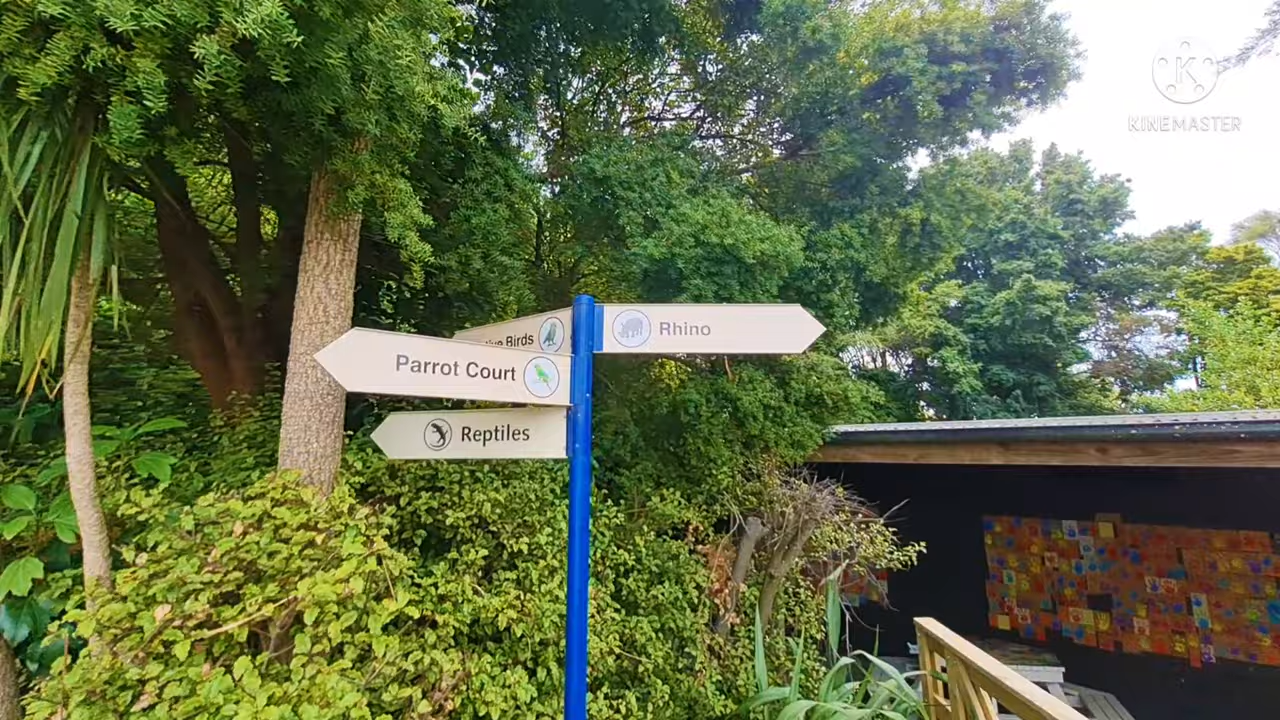 Birds
Rhino
Parrot Court
Reptiles
K
KINEMASTER